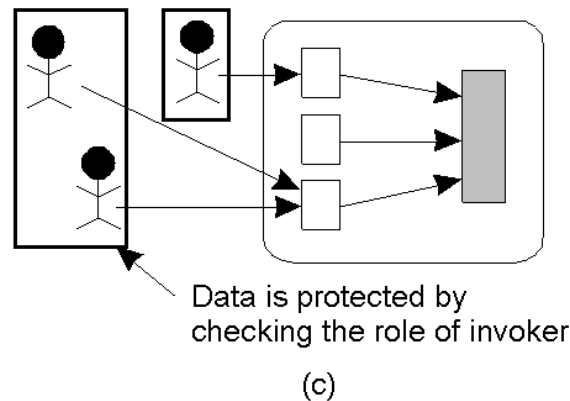 Data is protected by
checking the role of invoker
(c)